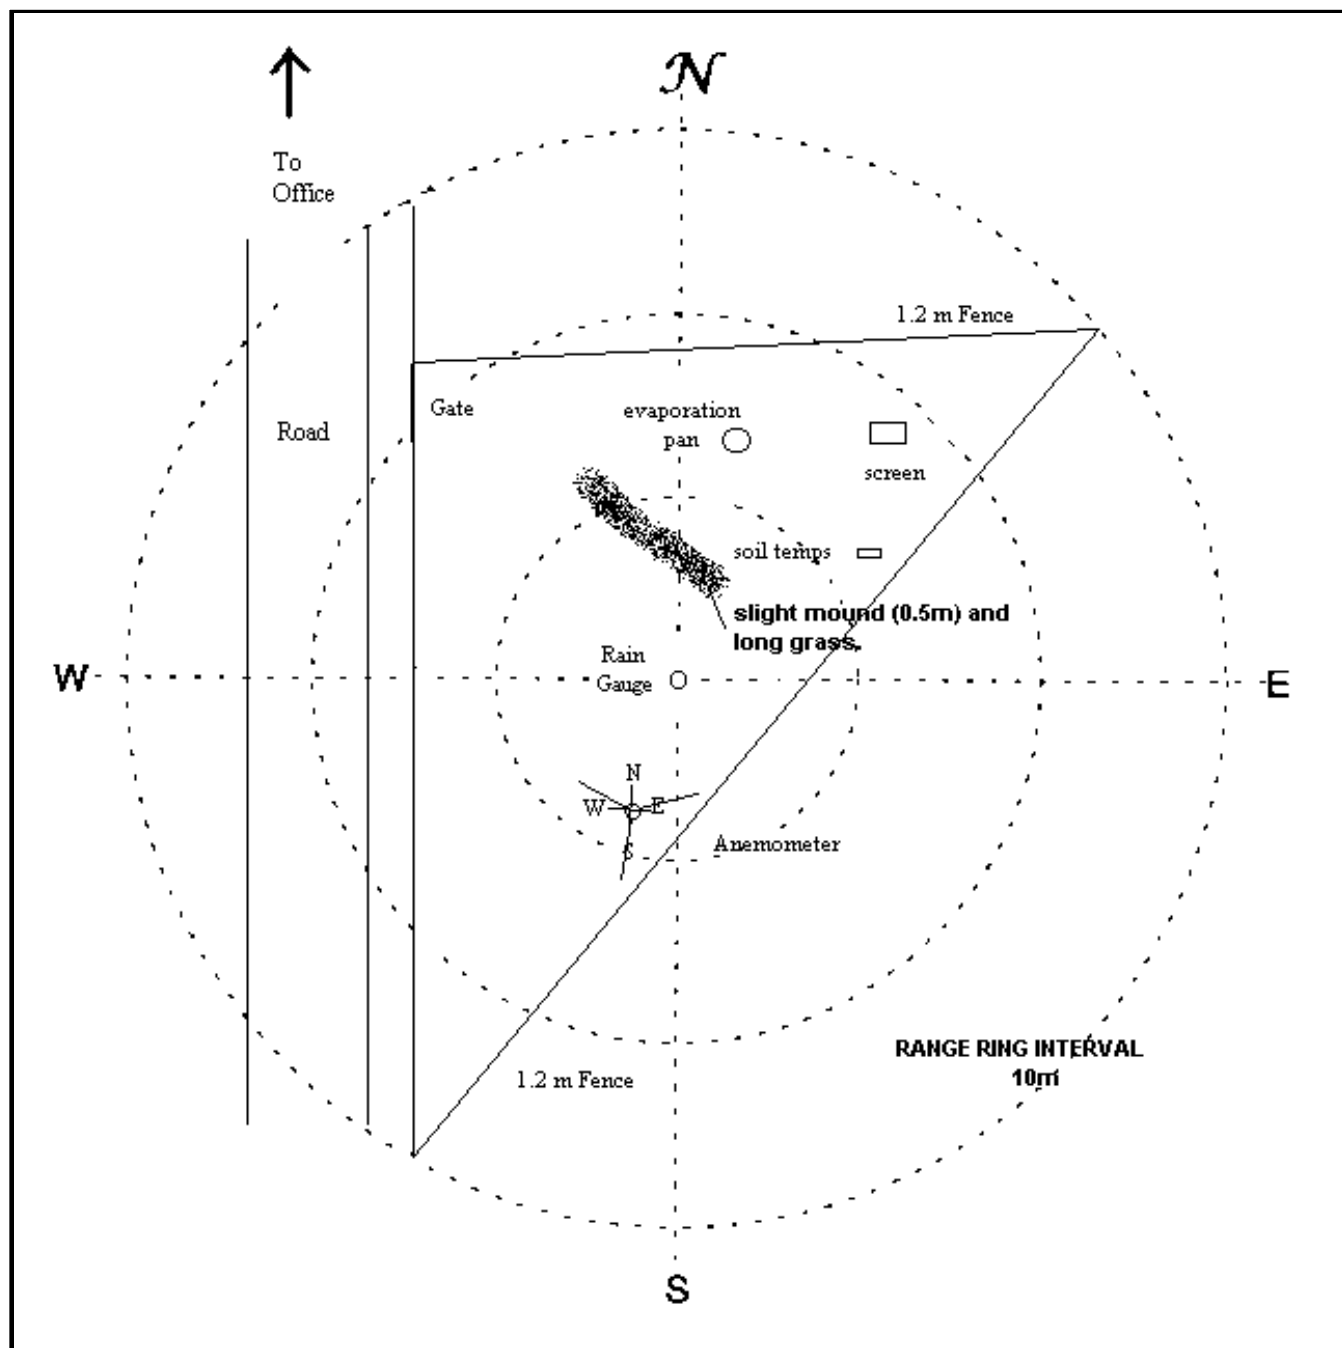 N
To
Office
1.2 m Fence
Gate
evaporation
pan
Road
screen
soil temps
slight mound (0.5m) and
long grass.
Rain
Gauge
W
E
N
W
E
S
Anemometer
RANGE RING INTERVAL
10m
1.2 m Fence
S